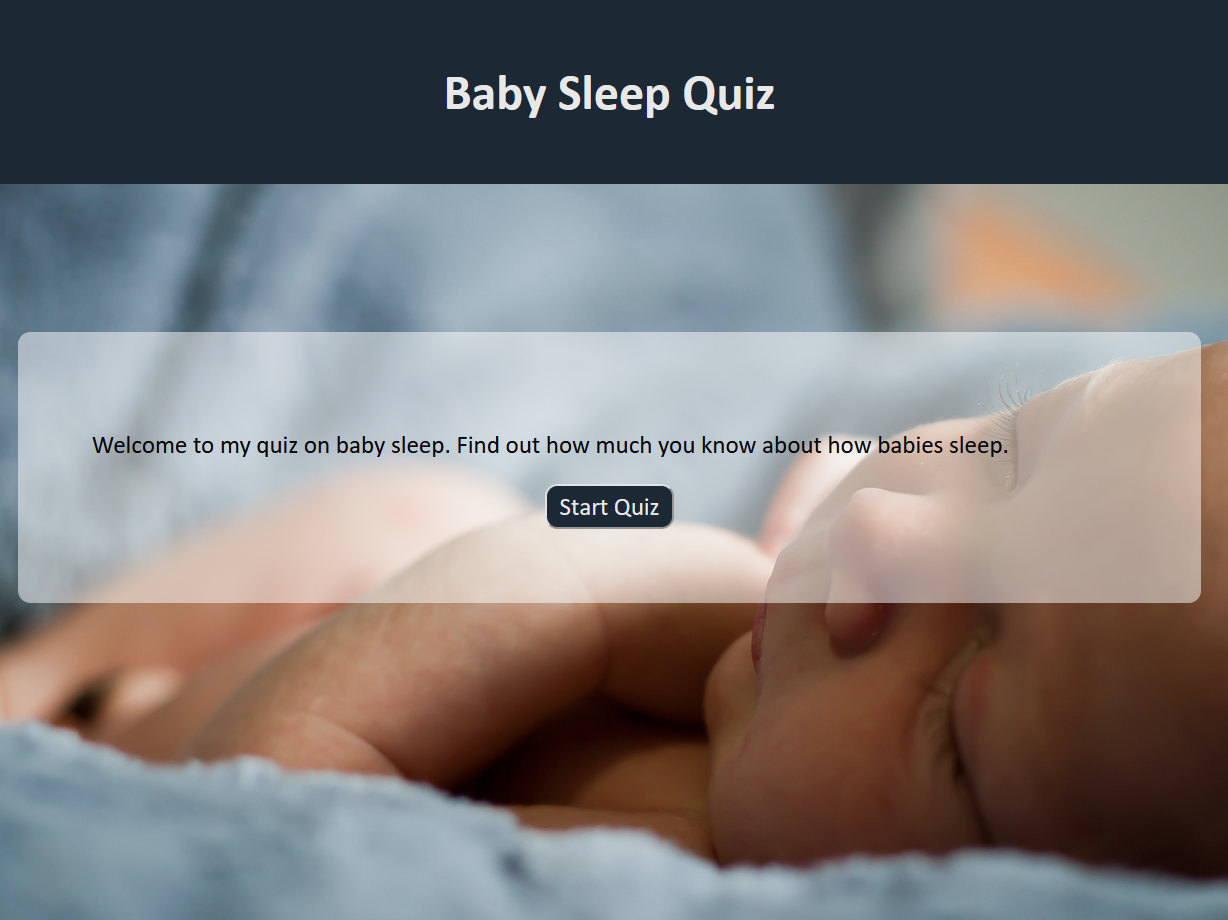 Baby Sleep Quiz
Welcome to my quiz on baby sleep. Find out how much you know about how babies sleep.
Start Quiz